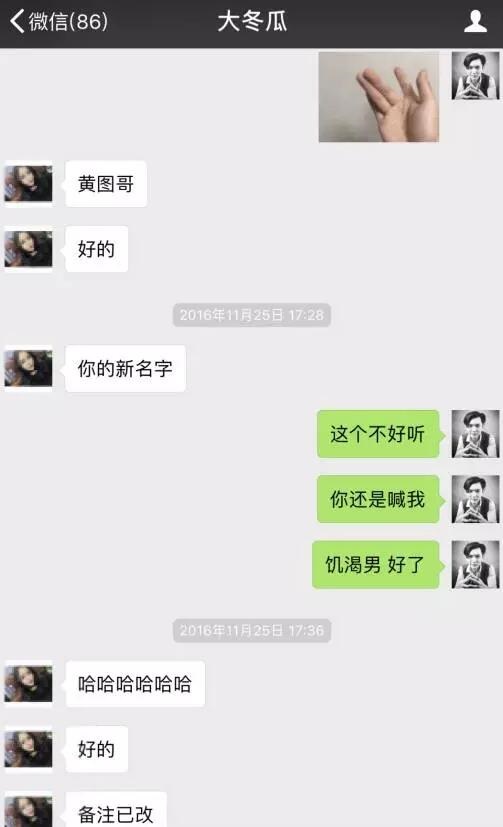 微信(86)
大冬瓜
黄图哥
好的
2016年11月25日 17:28
你的新名字
这个不好听
你还是喊我
饥渴男 好了
2016年11月25日 17:36
哈哈哈哈哈哈
好的
备注已改